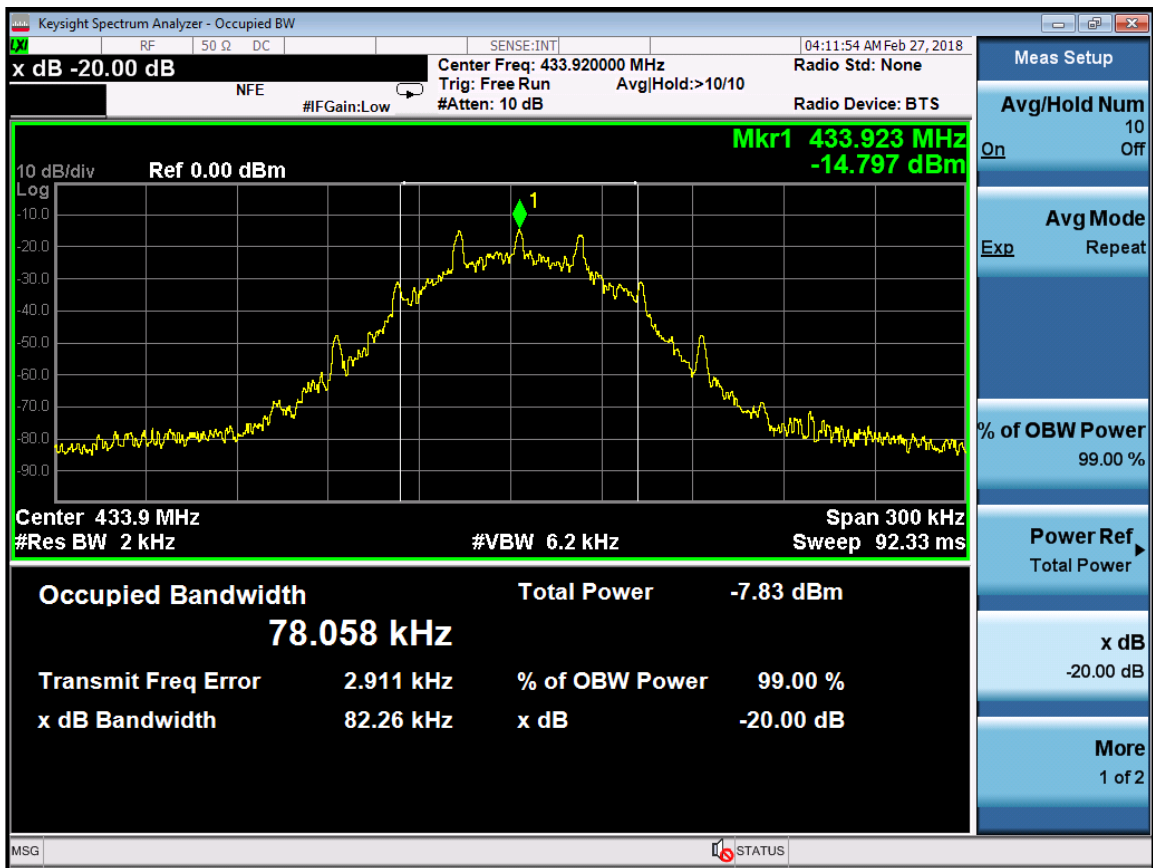 Keysight Spectrum Analyzer - Occupied BW
LXI RF 50 Ω DC SENSE:INT 04:11:54 AM Feb 27, 2018
x dB -20.00 dB Center Freq: 433.920000 MHz Radio Std: None
NFE Trig: Free Run Avg|Hold:>10/10
#IFGain:Low #Atten: 10 dB Radio Device: BTS
Mkr1 433.923 MHz
-14.797 dBm
10 dB/div Ref 0.00 dBm
Log
1
-10.0
-20.0
-30.0
-40.0
-50.0
-60.0
-70.0
-80.0
-90.0
Center 433.9 MHz Span 300 kHz
#Res BW 2 kHz #VBW 6.2 kHz Sweep 92.33 ms
Occupied Bandwidth Total Power -7.83 dBm
78.058 kHz
Transmit Freq Error 2.911 kHz % of OBW Power 99.00 %
x dB Bandwidth 82.26 kHz x dB -20.00 dB
Meas Setup
Avg/Hold Num
10
On Off
Avg Mode
Exp Repeat
% of OBW Power
99.00 %
Power Ref
Total Power
x dB
-20.00 dB
More
1 of 2
MSG STATUS